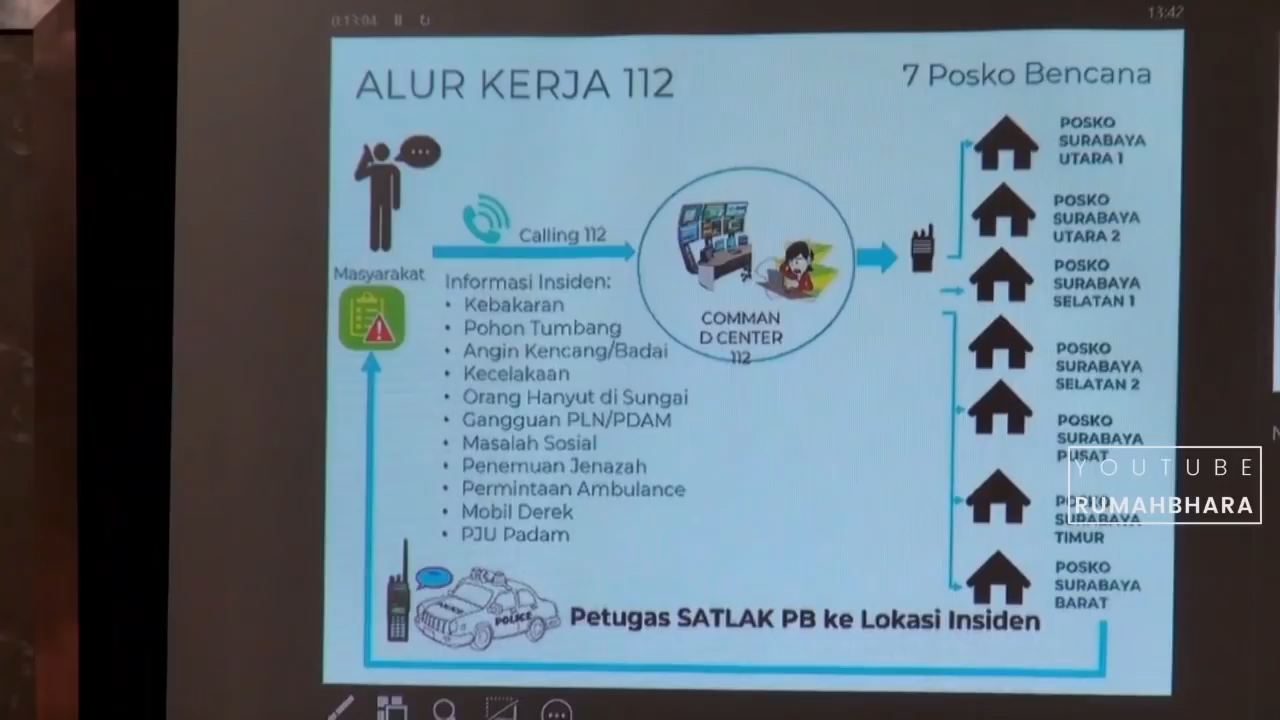 0:13:04
13:42
ALUR KERJA 112
7 Posko Bencana
Masyarakat
Calling 112
Informasi Insiden:
• Kebakaran
• Pohon Tumbang
• Angin Kencang/Badai
• Kecelakaan
• Orang Hanyut di Sungai
• Gangguan PLN/PDAM
• Masalah Sosial
• Penemuan Jenazah
• Permintaan Ambulance
• Mobil Derek
• PJU Padam
COMMAN
D CENTER
112
POSKO
SURABAYA
UTARA 1
POSKO
SURABAYA
UTARA 2
POSKO
SURABAYA
SELATAN 1
POSKO
SURABAYA
SELATAN 2
POSKO
SURABAYA
PUSAT
POSKO
SURABAYA
TIMUR
POSKO
SURABAYA
BARAT
YOUTUBE
RUMAHBHARA
POLICE
Petugas SATLAK PB ke Lokasi Insiden